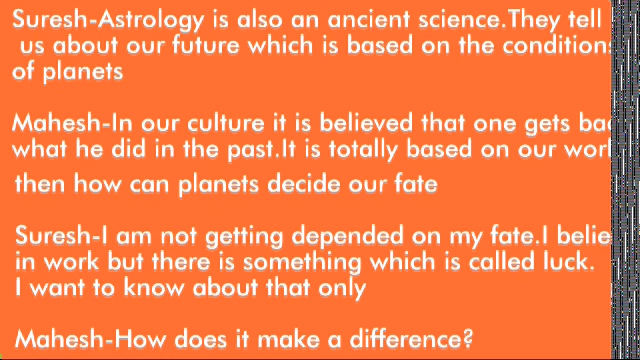 Suresh-Astrology is also an ancient science.They tell
us about our future which is based on the conditions
of planets
Mahesh-In our culture it is believed that one gets
what he did in the past.It is totally based on our
then how can planets decide our fate
Suresh-I am not getting depended on my fate.I
in work but there is something which is called luck.
I want to know about that only
Mahesh-How does it make a difference?